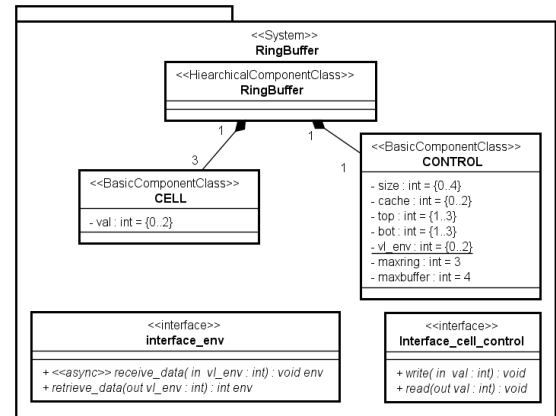 <<System>>
RingBuffer
<<HiearchicalComponentClass>>
RingBuffer
1
1
3
1
<<BasicComponentClass>>
CELL
- val : int = {0..2}
<<BasicComponentClass>>
CONTROL
- size : int = {0..4}
- cache : int = {0..2}
- top : int = {1..3}
- bot : int = {1..3}
- vl_env : int = {0..2}
- maxring : int = 3
- maxbuffer : int = 4
<<interface>>
interface_env
+ <<async>> receive_data( in vl_env : int) : void env
+ retrieve_data(out vl_env : int) : int env
<<interface>>
Interface_cell_control
+ write( in val : int) : void
+ read(out val : int) : void